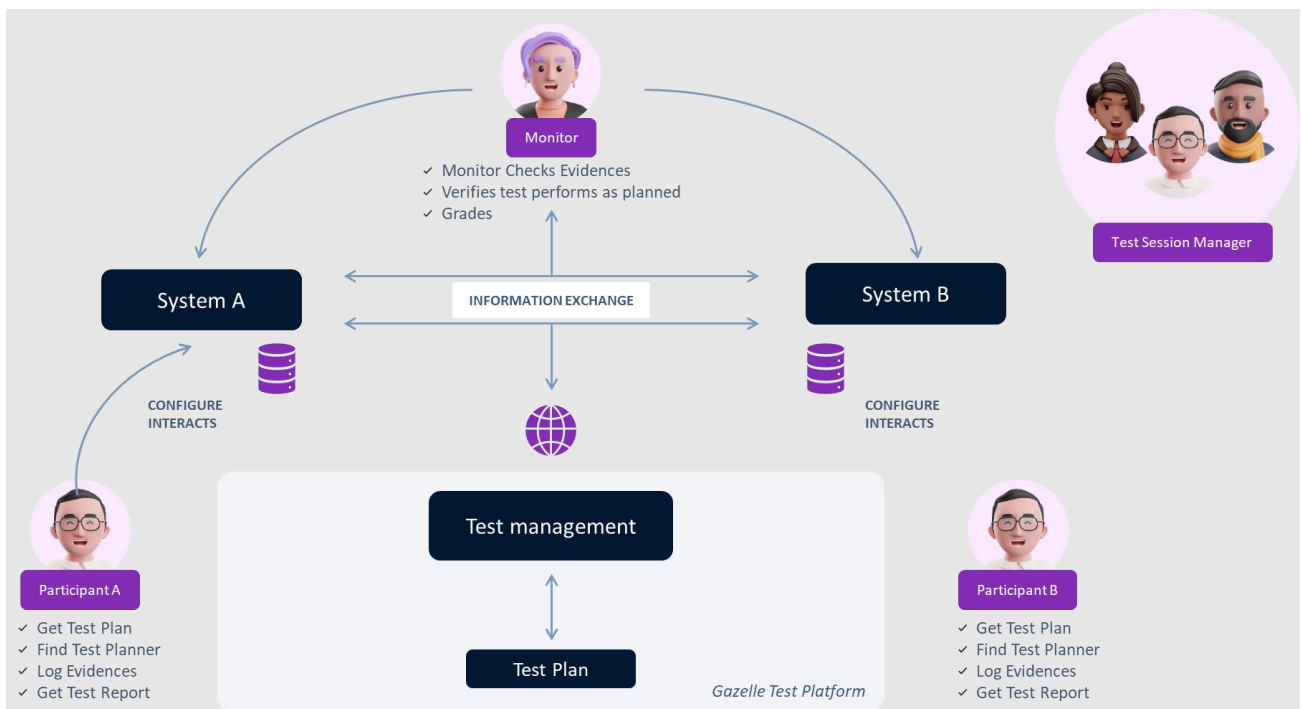 Monitor
Monitor Checks Evidences
Verifies test performs as planned
Grades
Test Session Manager
System A
INFORMATION EXCHANGE
System B
CONFIGURE
INTERACTS
CONFIGURE
INTERACTS
Test management
Participant A
Get Test Plan
Find Test Planner
Log Evidences
Get Test Report
Test Plan
Gazelle Test Platform
Participant B
Get Test Plan
Find Test Planner
Log Evidences
Get Test Report